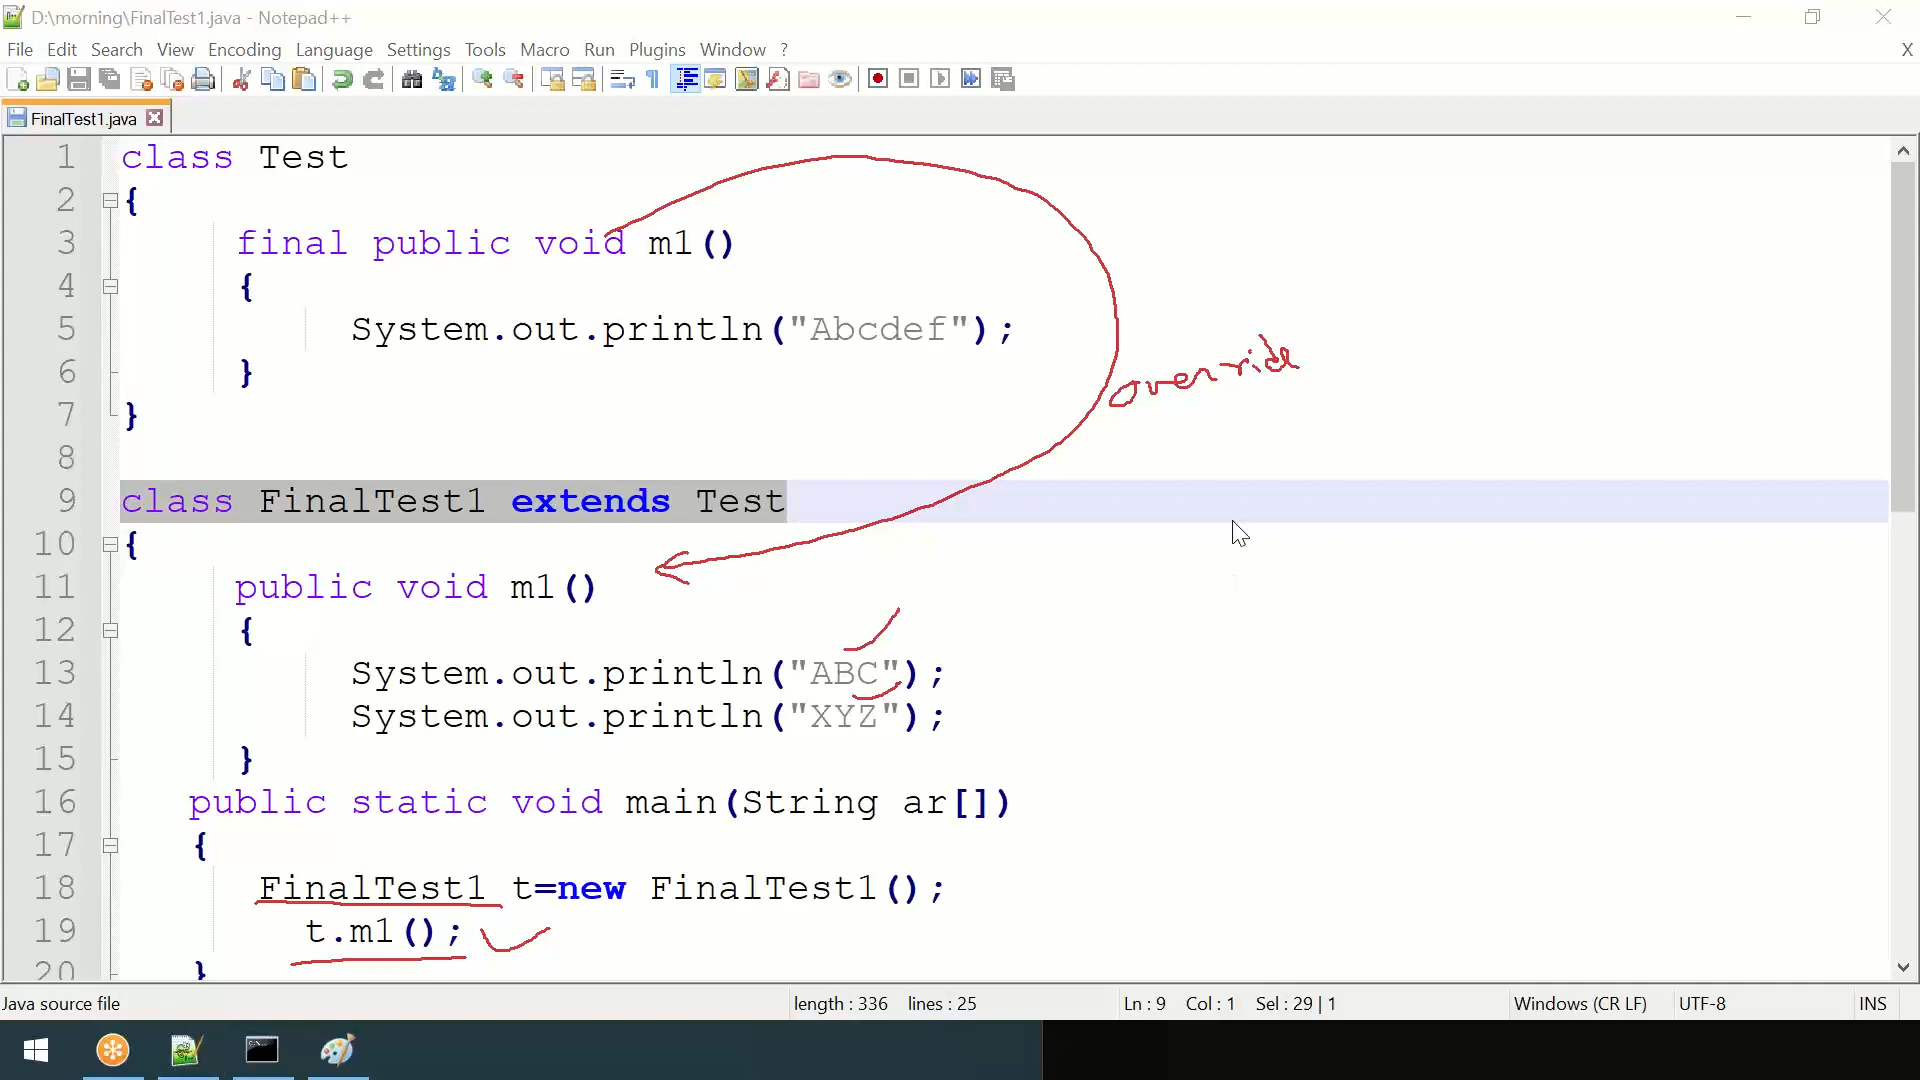 D:\morning\FinalTest1.java - Notepad++
File Edit Search View Encoding Language Settings Tools Macro Run Plugins Window ? X
FinalTest1.java
1 class Test
2 {
3 final public void m1()
4 {
5 System.out.println("Abcdef");
6 }
7 }
8
9 class FinalTest1 extends Test
10 {
11 public void m1()
12 {
13 System.out.println("ABC");
14 System.out.println("XYZ");
15 }
16 public static void main(String ar[])
17 {
18 FinalTest1 t=new FinalTest1();
19 t.m1();
20 }
override
Java source file length : 336 lines : 25 Ln : 9 Col : 1 Sel : 29 | 1 Windows (CR LF) UTF-8 INS